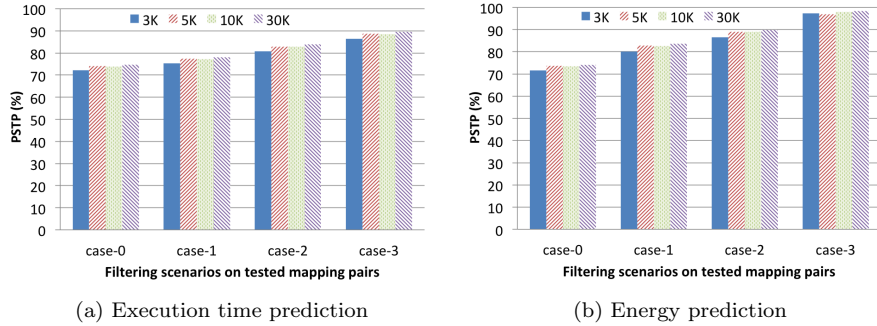 3K 5K 10K 30K
100
90
80
70
60
50
40
30
20
10
0
PSTP (%)
case-0 case-1 case-2 case-3
Filtering scenarios on tested mapping pairs
(a) Execution time prediction
3K 5K 10K 30K
100
90
80
70
60
50
40
30
20
10
0
PSTP (%)
case-0 case-1 case-2 case-3
Filtering scenarios on tested mapping pairs
(b) Energy prediction